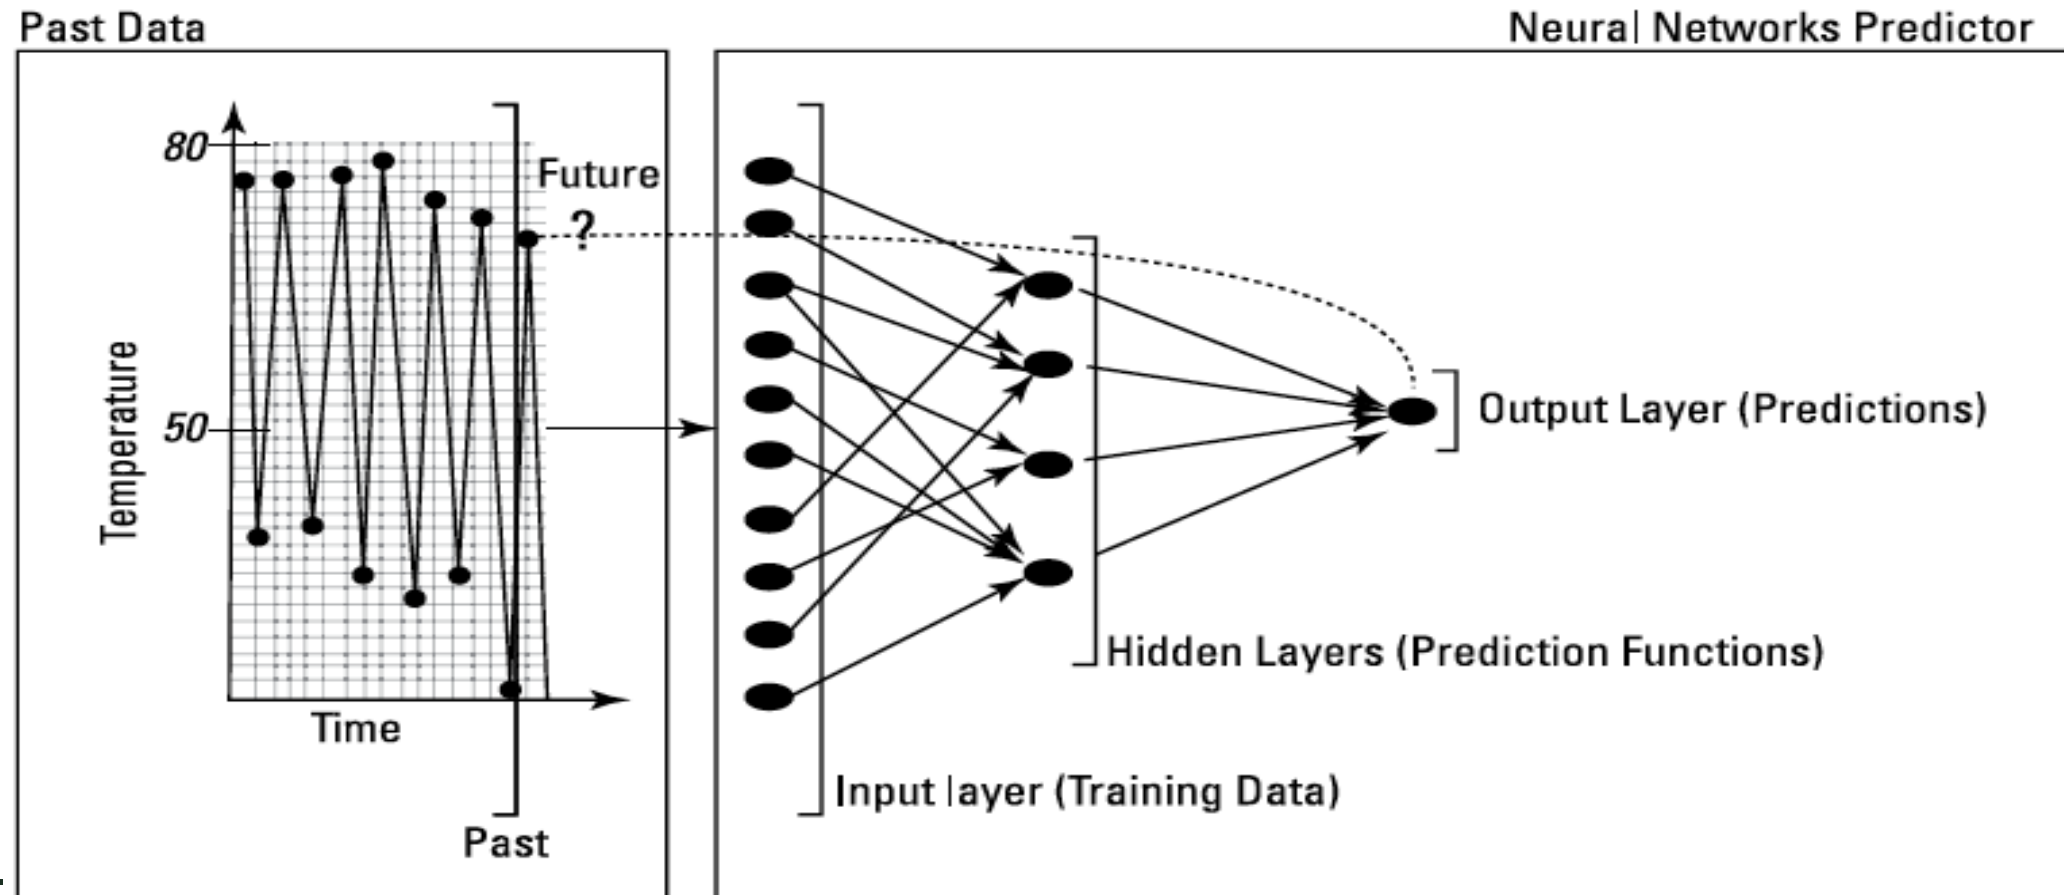 Past Data
Neural Networks Predictor
80
Future
?
Temperature
50
Output Layer (Predictions)
Hidden Layers (Prediction Functions)
Time
Input layer (Training Data)
Past